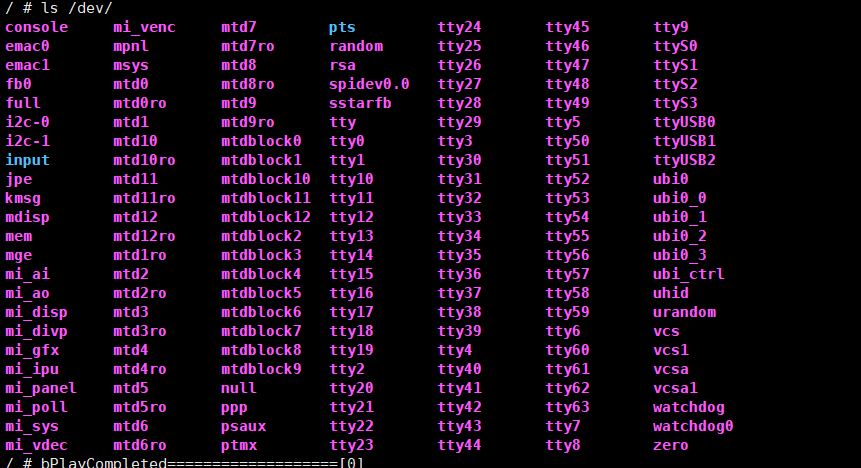 / # ls /dev/
console mi_venc mtd7 pts tty24 tty45 tty9
emac0 mpnl mtd7ro random tty25 tty46 ttyS0
emac1 msys mtd8 rsa tty26 tty47 ttyS1
fb0 mtd0 mtd8ro spidev0.0 tty27 tty48 ttyS2
full mtd0ro mtd9 sstarfb tty28 tty49 ttyS3
i2c-0 mtd1 mtd9ro tty tty29 tty5 ttyUSB0
i2c-1 mtd10 mtdblock0 tty0 tty3 tty50 ttyUSB1
input mtd10ro mtdblock1 tty1 tty30 tty51 ttyUSB2
jpe mtd11 mtdblock10 tty10 tty31 tty52 ubi0
kmsg mtd11ro mtdblock11 tty11 tty32 tty53 ubi0_0
mdisp mtd12 mtdblock12 tty12 tty33 tty54 ubi0_1
mem mtd12ro mtdblock2 tty13 tty34 tty55 ubi0_2
mge mtd1ro mtdblock3 tty14 tty35 tty56 ubi0_3
mi_ai mtd2 mtdblock4 tty15 tty36 tty57 ubi_ctrl
mi_ao mtd2ro mtdblock5 tty16 tty37 tty58 uhid
mi_disp mtd3 mtdblock6 tty17 tty38 tty59 urandom
mi_divp mtd3ro mtdblock7 tty18 tty39 tty6 vcs
mi_gfx mtd4 mtdblock8 tty19 tty4 tty60 vcs1
mi_ipu mtd4ro mtdblock9 tty2 tty40 tty61 vcsa
mi_panel mtd5 null tty20 tty41 tty62 vcsa1
mi_poll mtd5ro ppp tty21 tty42 tty63 watchdog
mi_sys mtd6 psaux tty22 tty43 tty7 watchdog0
mi_vdec mtd6ro ptmx tty23 tty44 tty8 zero
/ # bPlayCompleted===================[0]